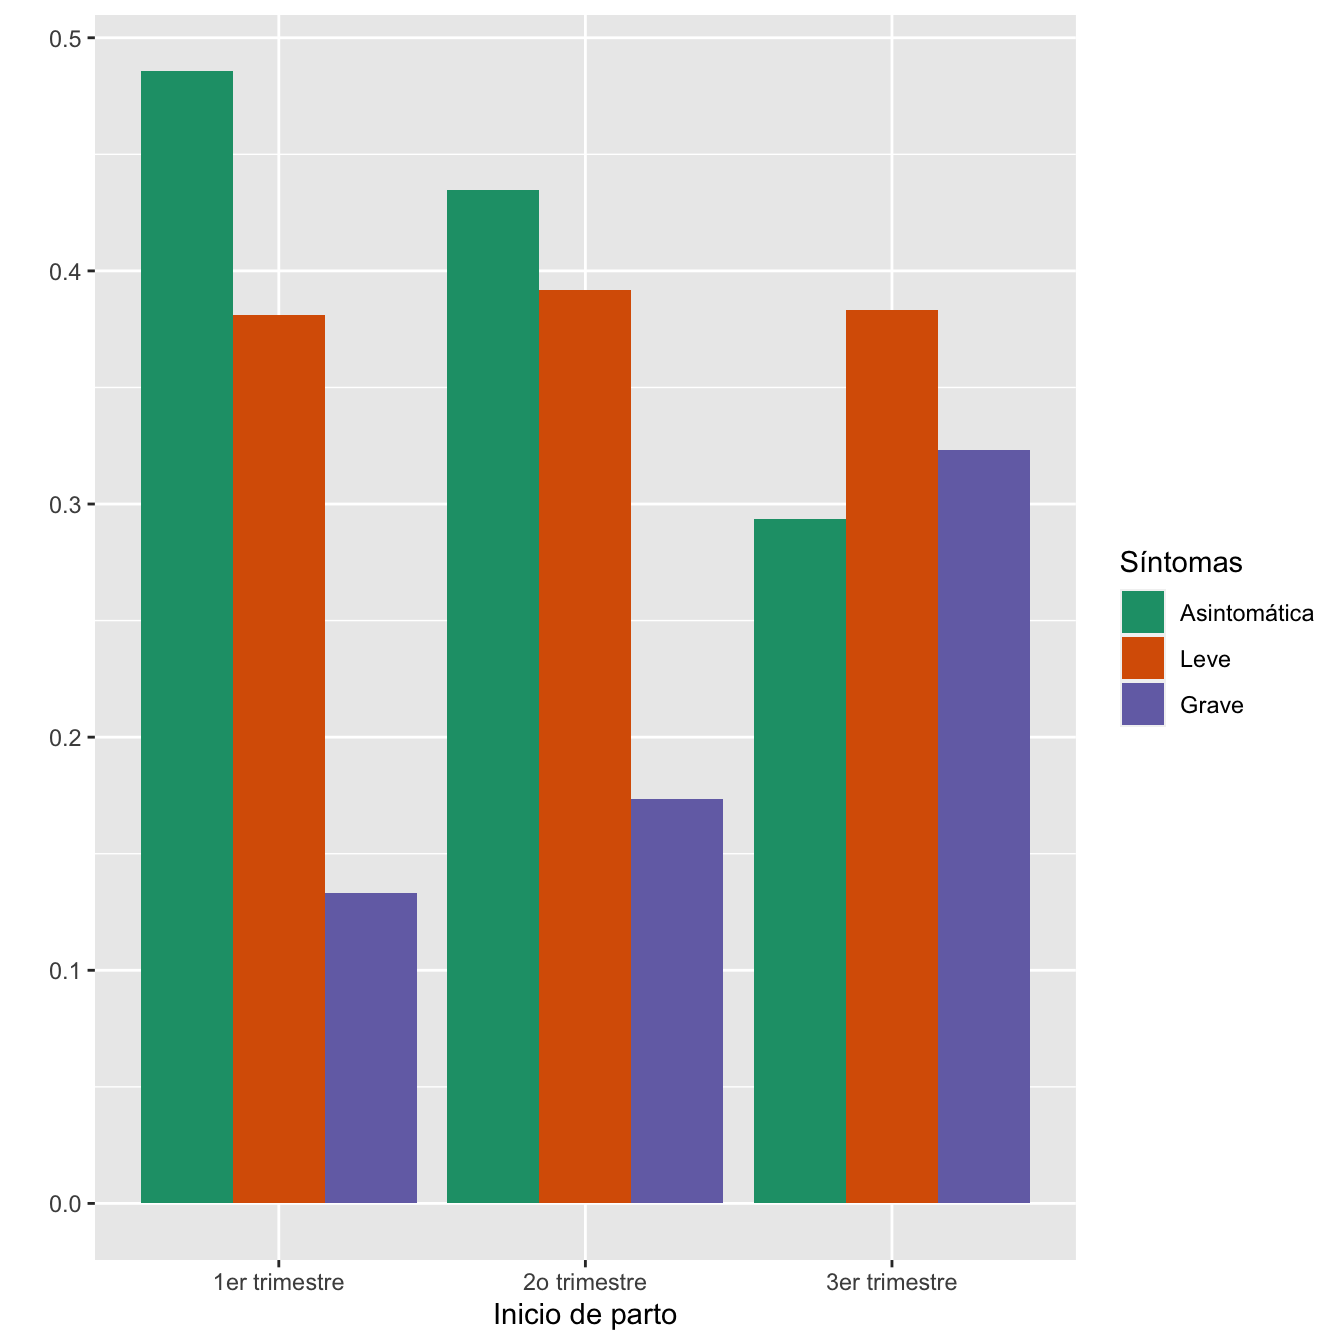 0.5
0.4
0.3
0.2
0.1
0.0
1er trimestre
2o trimestre
3er trimestre
Inicio de parto
Síntomas
Asintomática
Leve
Grave